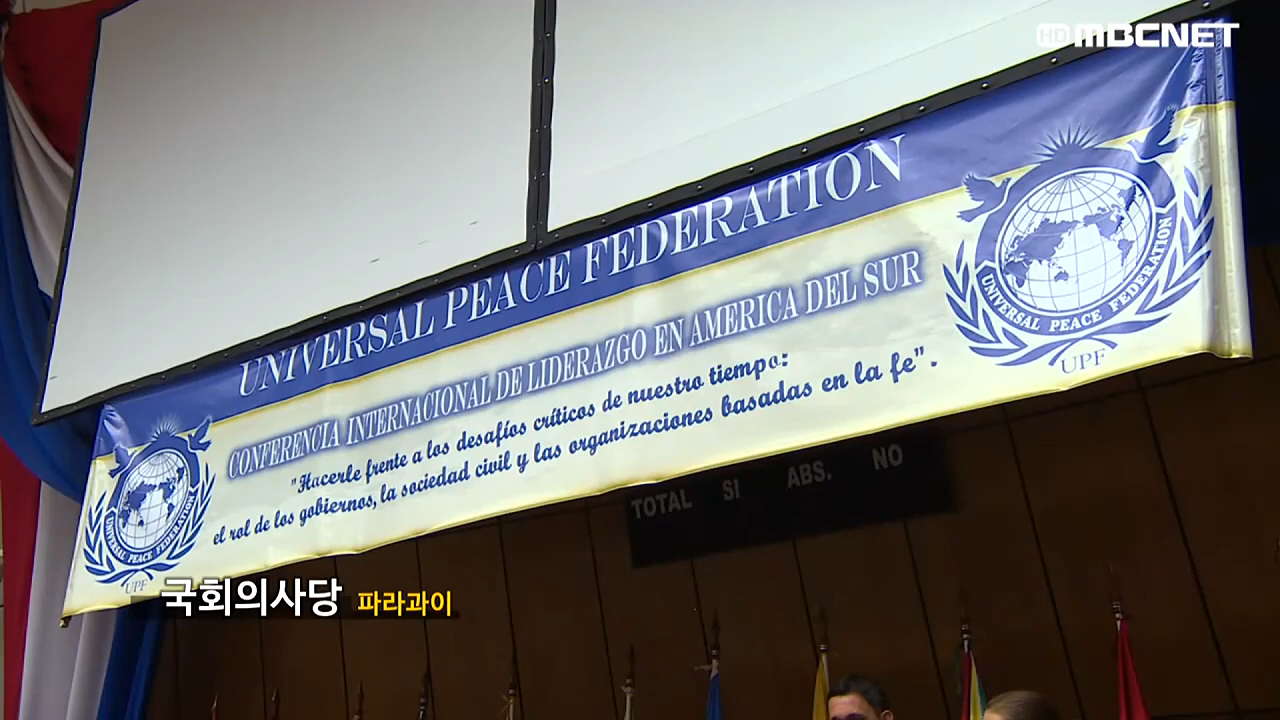 HD MBCNET
UNIVERSAL PEACE FEDERATION
CONFERENCIA INTERNACIONAL DE LIDERAZGO EN AMERICA DEL SUR
"Hacerle frente a los desafíos críticos de nuestro tiempo:
el rol de los gobiernos, la sociedad civil y las organizaciones basadas en la fe".
UNIVERSAL PEACE FEDERATION
UPF
UNIVERSAL PEACE FEDERATION
UPF
TOTAL SI ABS. NO
국회의사당 파라과이